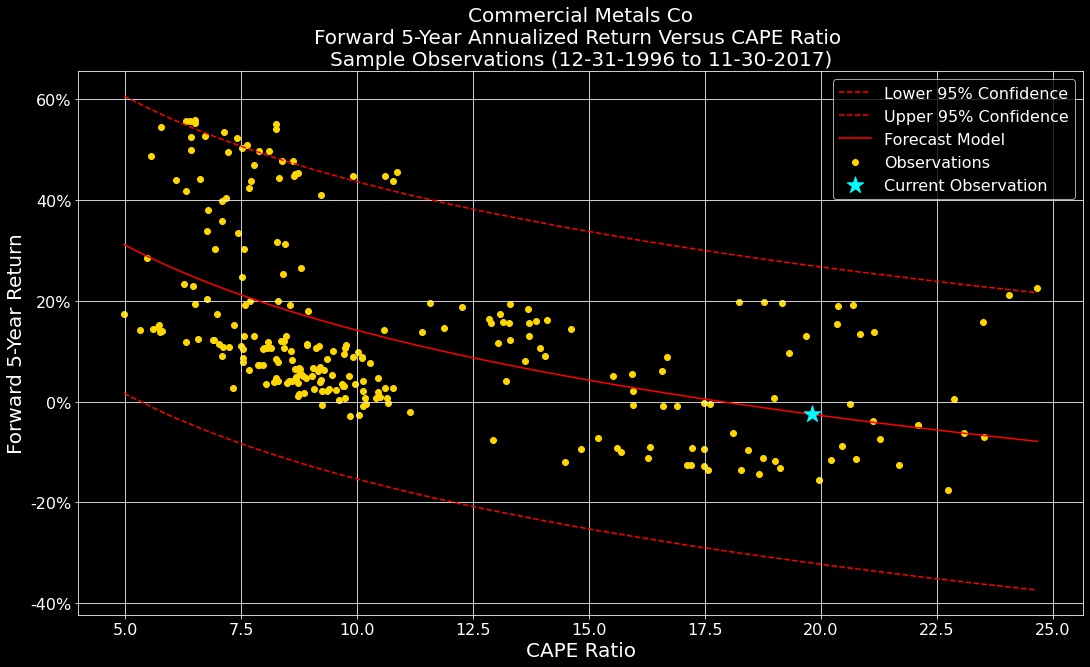 Commercial Metals Co
Forward 5-Year Annualized Return Versus CAPE Ratio
Sample Observations (12-31-1996 to 11-30-2017)
Lower 95% Confidence
Upper 95% Confidence
Forecast Model
Observations
Current Observation
Forward 5-Year Return
60%
40%
20%
0%
-20%
-40%
5.0 7.5 10.0 12.5 15.0 17.5 20.0 22.5 25.0
CAPE Ratio